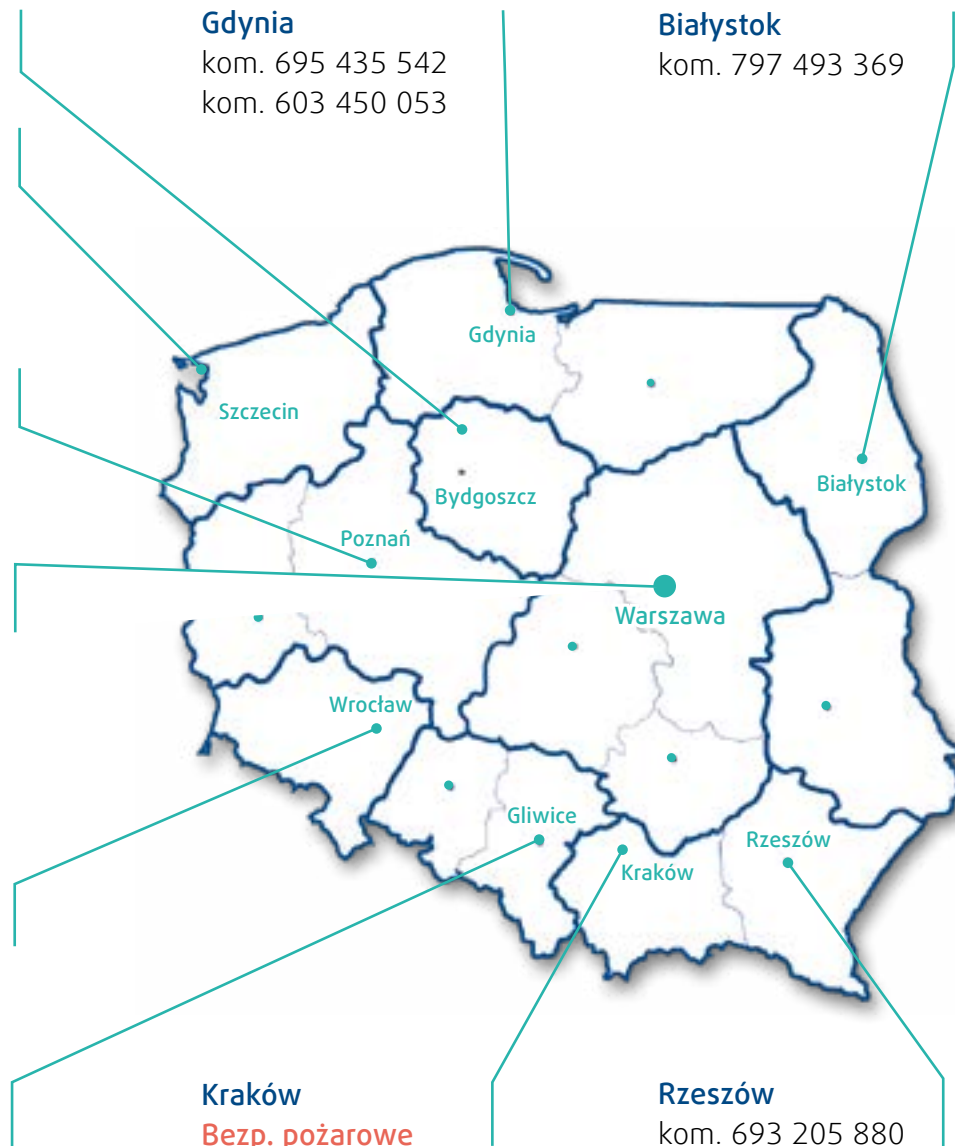 Gdynia
kom. 695 435 542
kom. 603 450 053
Białystok
kom. 797 493 369
Gdynia
Szczecin
Bydgoszcz
Białystok
Poznań
Warszawa
Wrocław
Gliwice
Kraków
Rzeszów
Kraków
Bezp. pożarowe
Rzeszów
kom. 693 205 880